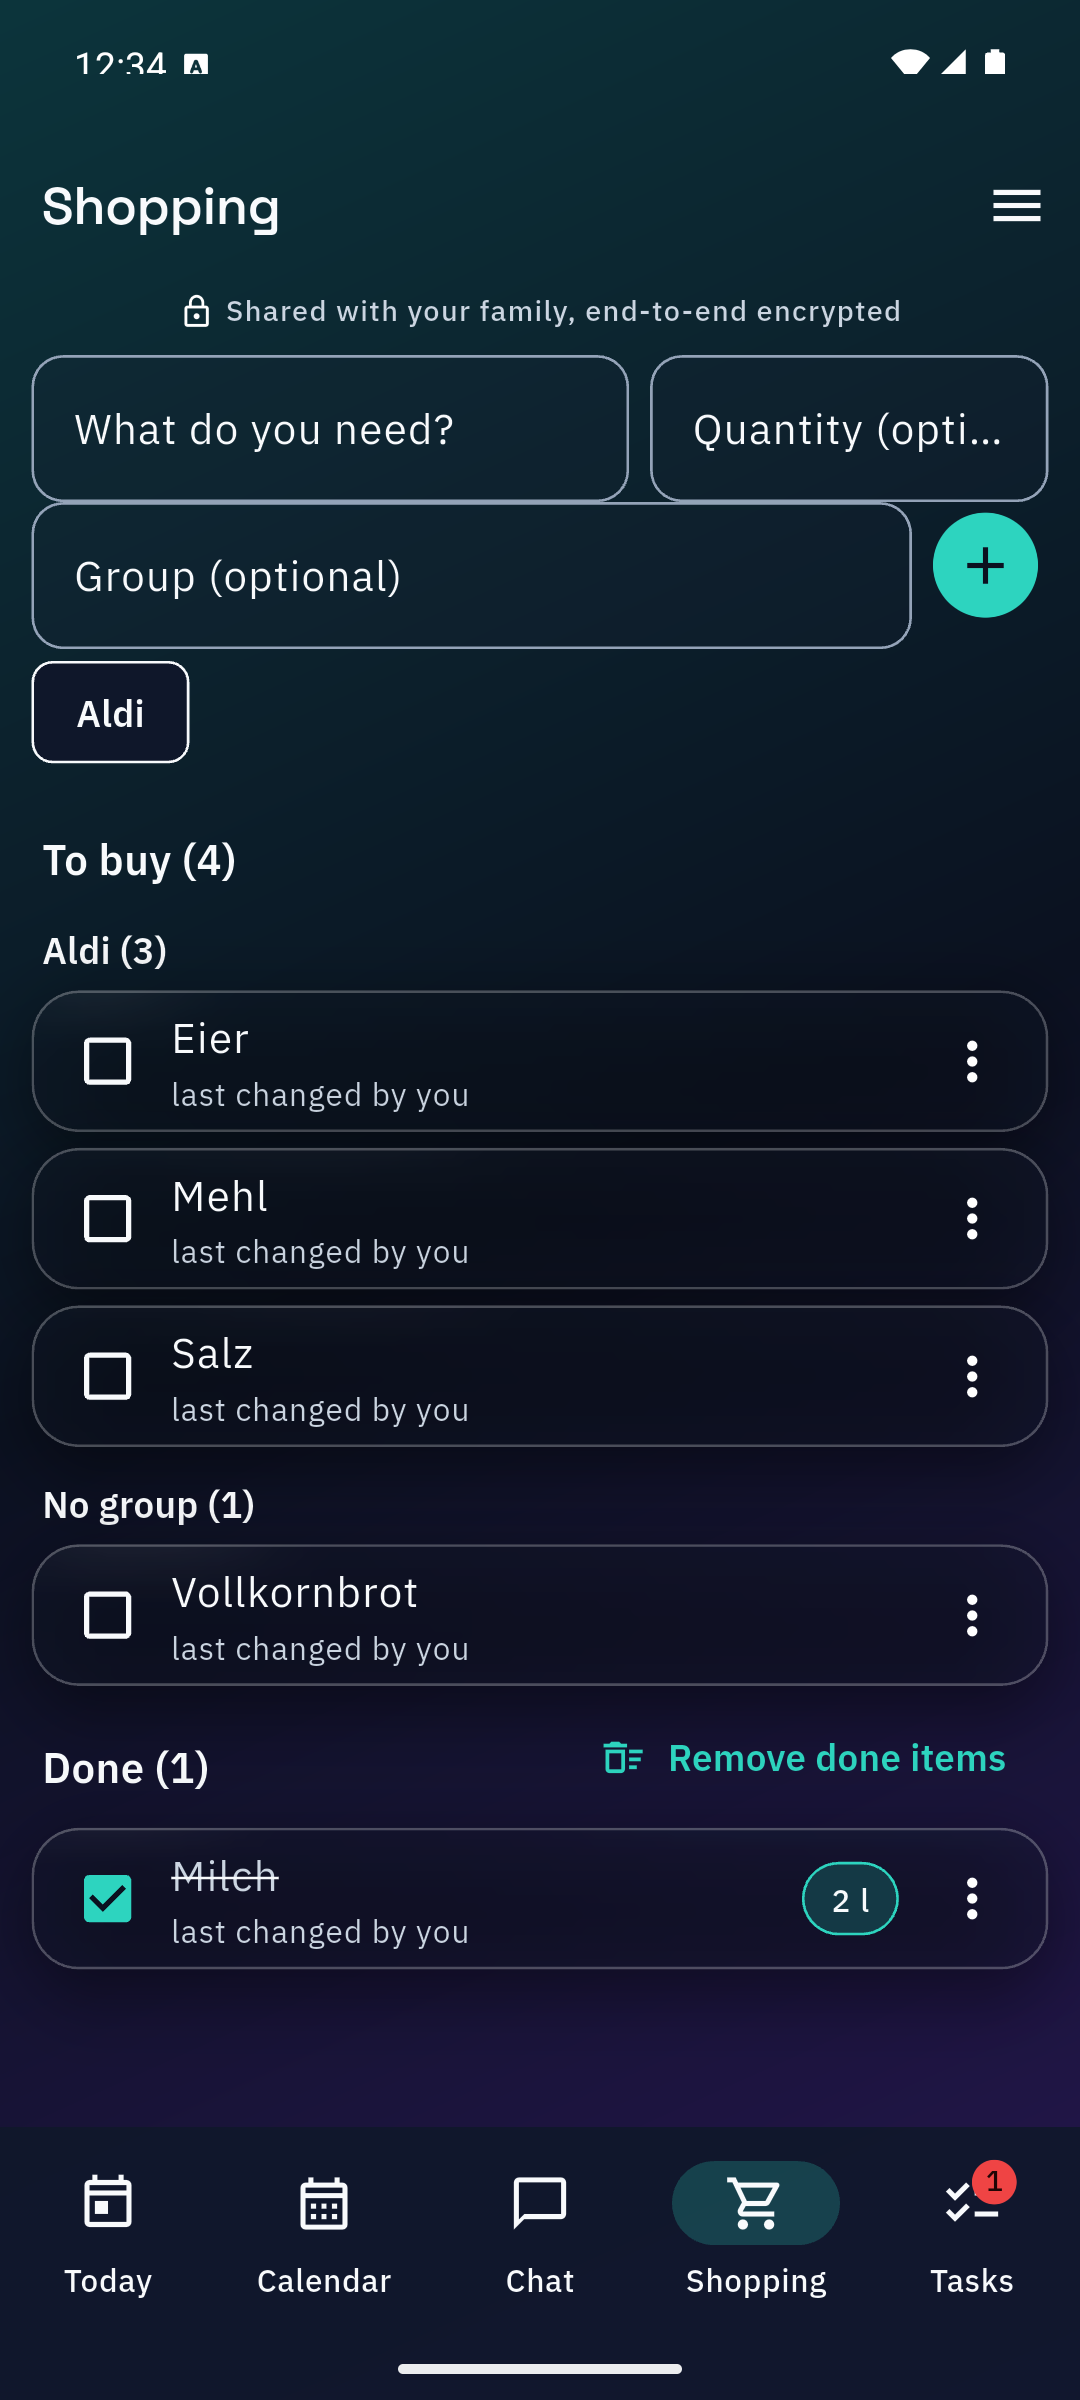 12:34
Shopping
Shared with your family, end-to-end encrypted
What do you need?
Quantity (opti...
Group (optional)
Aldi
To buy (4)
Aldi (3)
Eier
last changed by you
Mehl
last changed by you
Salz
last changed by you
No group (1)
Vollkornbrot
last changed by you
Done (1)
Remove done items
Milch
last changed by you
2 l
1
Today
Calendar
Chat
Shopping
Tasks